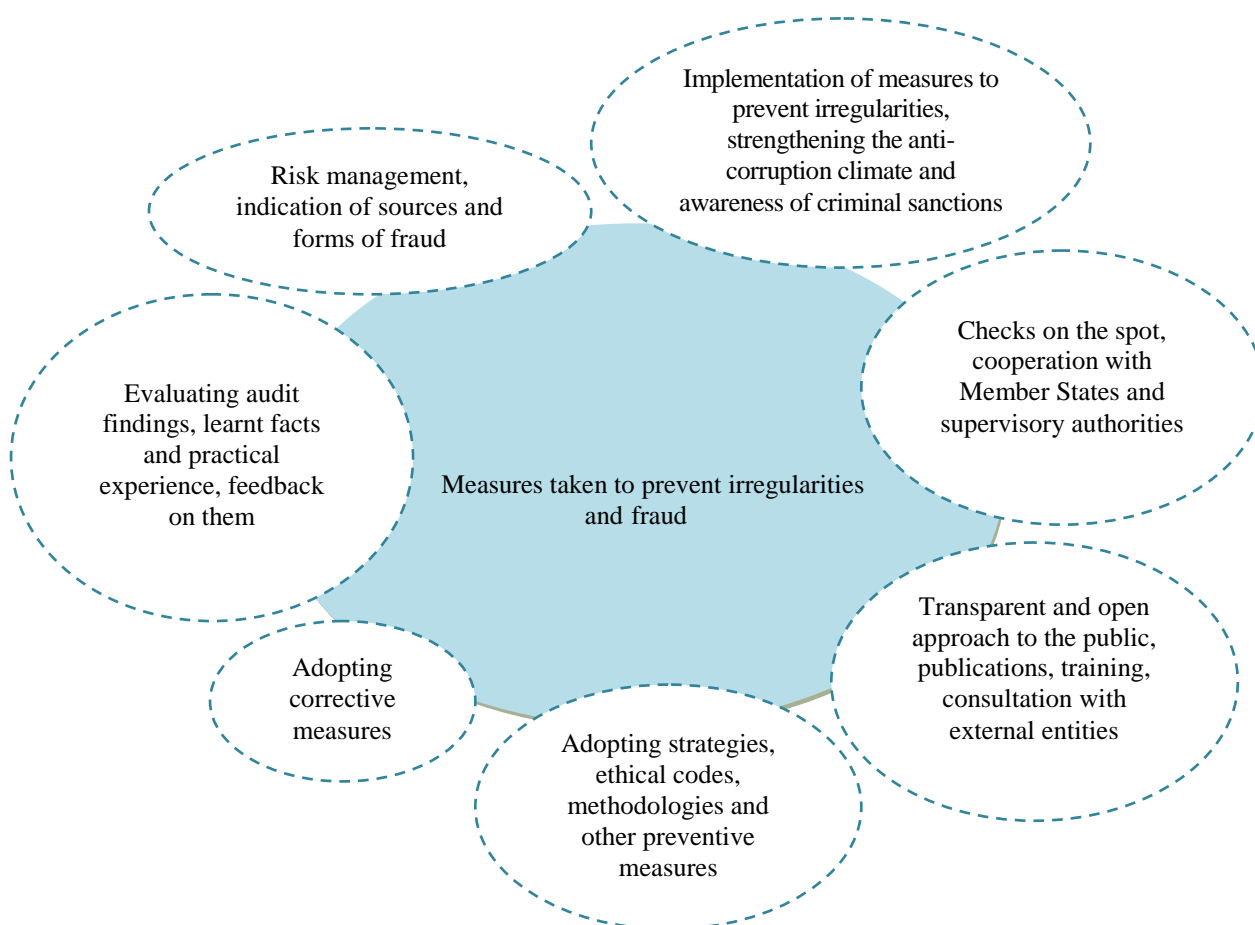 Implementation of measures to
prevent irregularities,
strengthening the anti-
corruption climate and
awareness of criminal sanctions
Risk management,
indication of sources and
forms of fraud
Checks on the spot,
cooperation with
Member States and
supervisory authorities
Evaluating audit
findings, learnt facts
and practical
experience, feedback
on them
Measures taken to prevent irregularities
and fraud
Transparent and open
approach to the public,
publications, training,
consultation with
external entities
Adopting
corrective
measures
Adopting strategies,
ethical codes,
methodologies and
other preventive
measures